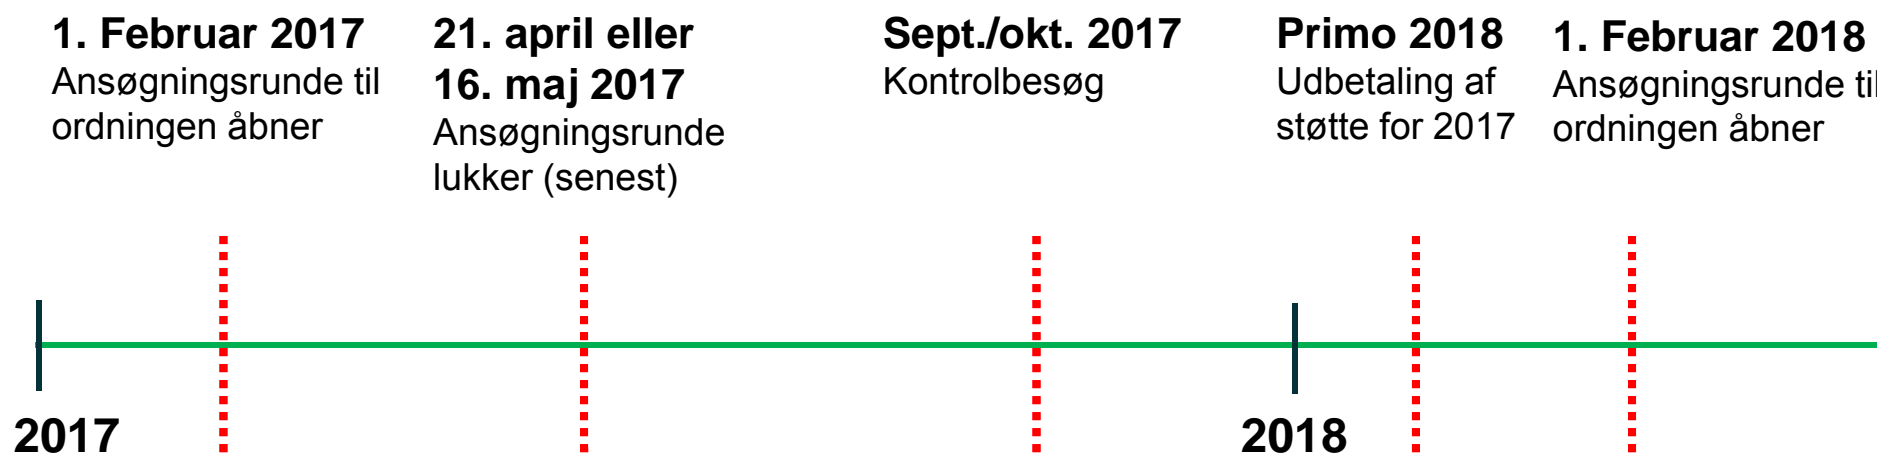 1. Februar 2017
Ansøgningsrunde til
ordningen åbner
21. april eller
16. maj 2017
Ansøgningsrunde
lukker (senest)
Sept./okt. 2017
Kontrolbesøg
Primo 2018
Udbetaling af
støtte for 2017
1. Februar 2018
Ansøgningsrunde til
ordningen åbner
2017
2018